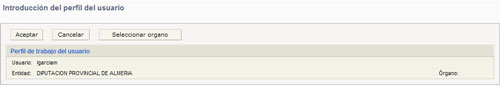 Introducción del perfil del usuario
Aceptar Cancelar Seleccionar organo
Perfil de trabajo del usuario
Usuario: lgarciam
Entidad: DIPUTACION PROVINCIAL DE ALMERIA Órgano: